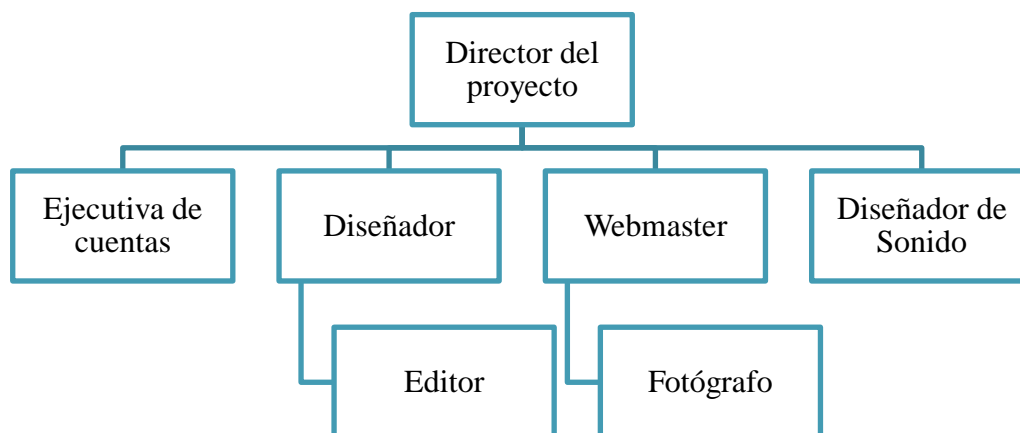 Director del
proyecto
Ejecutiva de
cuentas
Diseñador
Webmaster
Diseñador de
Sonido
Editor
Fotógrafo